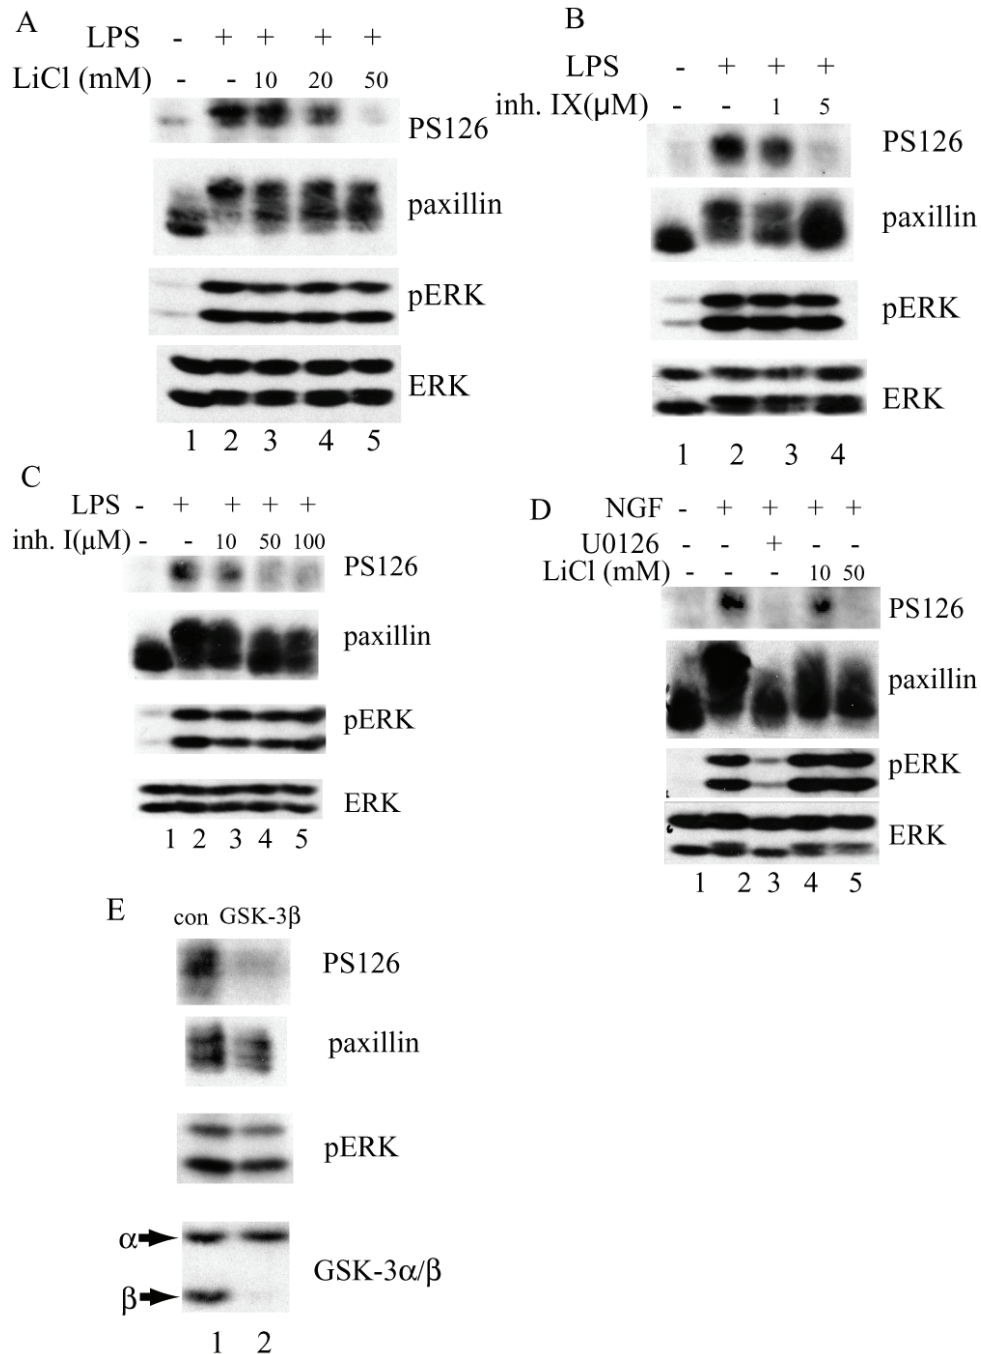 A
LPS - + + + +
LiCl (mM) - - 10 20 50
PS126
paxillin
pERK
ERK
1 2 3 4 5
B
LPS - + + +
inh. IX(μM) - - 1 5
PS126
paxillin
pERK
ERK
1 2 3 4
C
LPS - + + + +
inh. I(μM) - - 10 50 100
PS126
paxillin
pERK
ERK
1 2 3 4 5
D
NGF - + + + +
U0126 - - + - -
LiCl (mM) - - - 10 50
PS126
paxillin
pERK
ERK
1 2 3 4 5
E
con GSK-3β
PS126
paxillin
pERK
α
GSK-3α/β
β
1 2